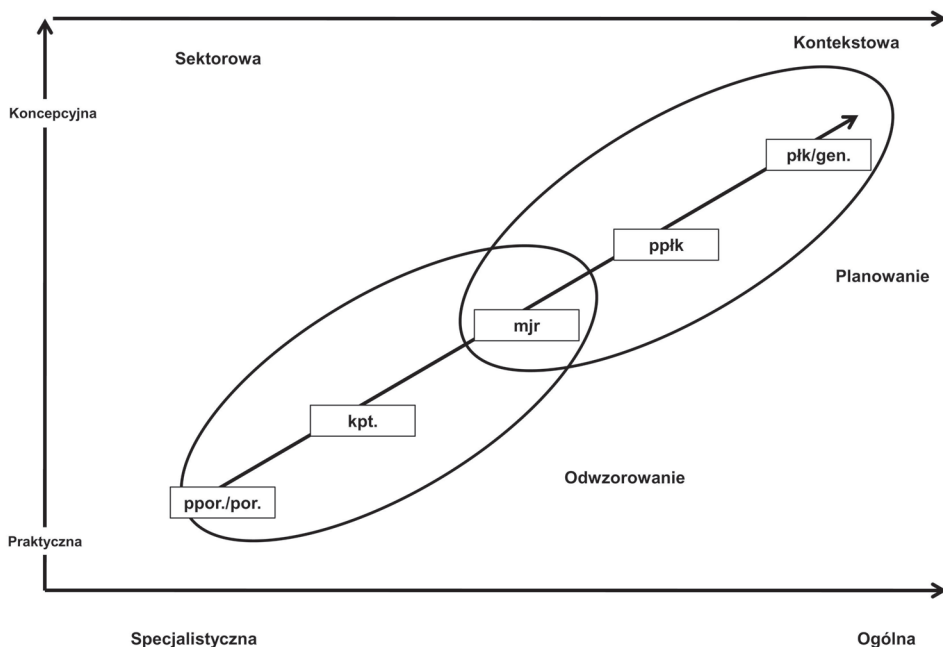 Sektorowa
Kontekstowa
Koncepcyjna
płk/gen.
ppłk
Planowanie
mjr
kpt.
Odwzorowanie
ppor./por.
Praktyczna
Specjalistyczna
Ogólna